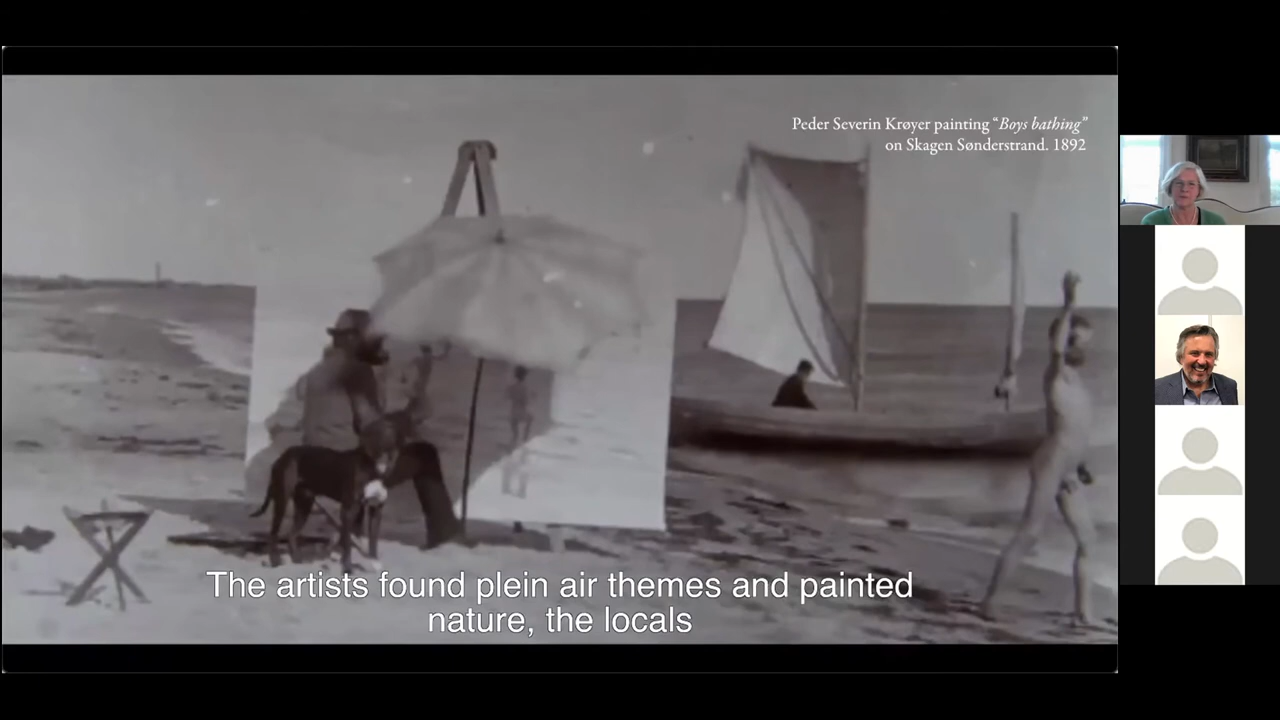 Peder Severin Krøyer painting “Boys bathing”
on Skagen Sønderstrand. 1892
The artists found plein air themes and painted
nature, the locals